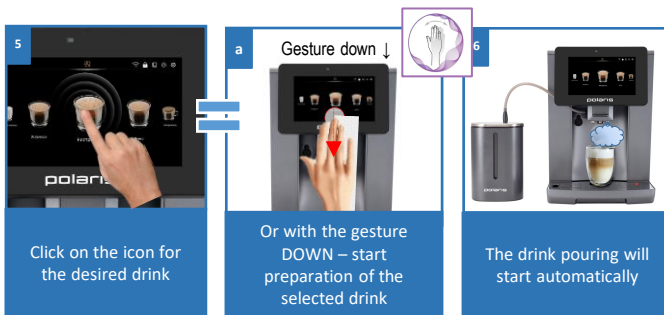 5
polaris
Click on the icon for
the desired drink
a
Gesture down ↓
polaris
Or with the gesture
DOWN – start
preparation of the
selected drink
6
polaris
polaris
The drink pouring will
start automatically